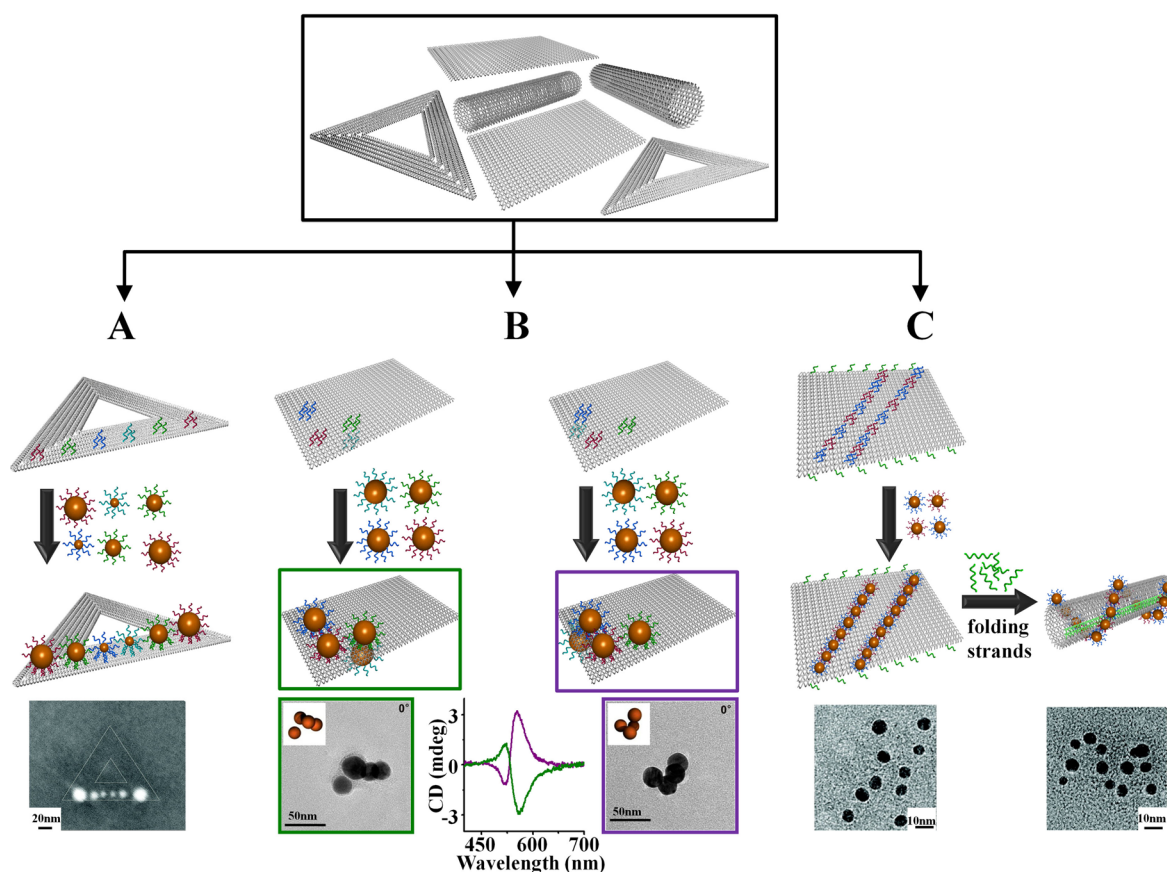 A
B
C
folding
strands
20nm
0°
50nm
CD (mdeg)
3
0
-3
450
600
700
Wavelength (nm)
0°
50nm
10nm
10nm